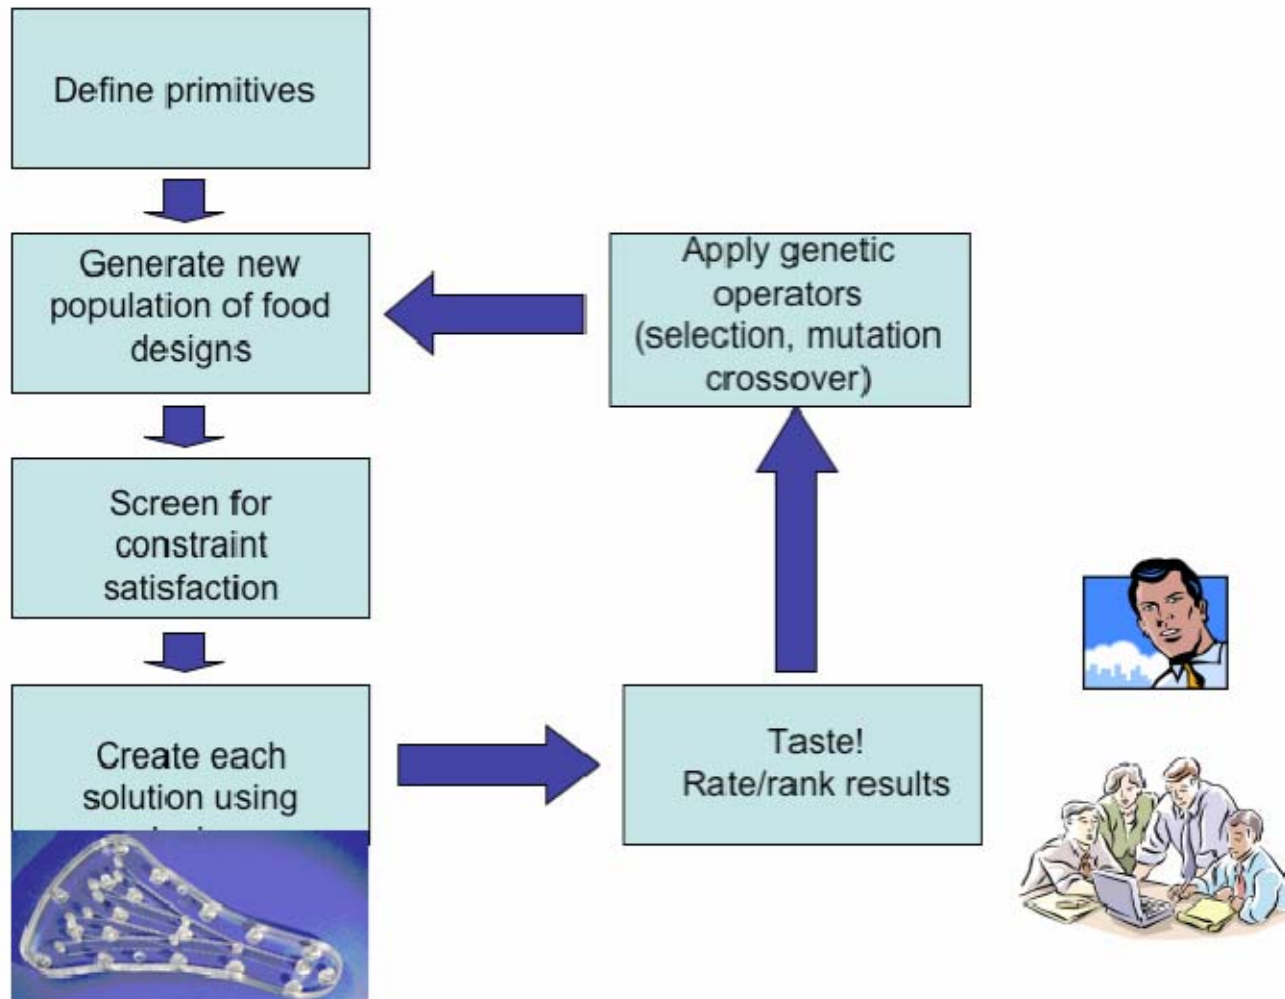 Define primitives
Generate new
population of food
designs
Screen for
constraint
satisfaction
Create each
solution using
Taste!
Rate/rank results
Apply genetic
operators
(selection, mutation
crossover)